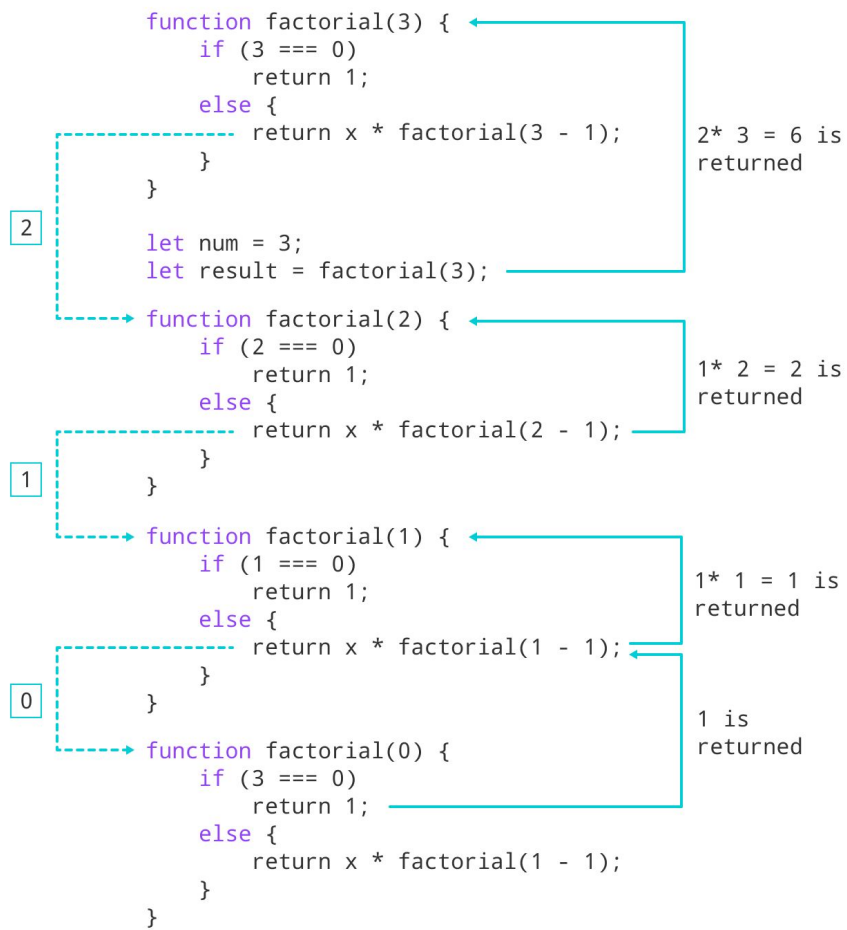 function factorial(3) {
if (3 === 0)
return 1;
else {
return x * factorial(3 - 1);
}
}
2* 3 = 6 is
returned
2
let num = 3;
let result = factorial(3);
function factorial(2) {
if (2 === 0)
return 1;
else {
return x * factorial(2 - 1);
}
}
1* 2 = 2 is
returned
1
function factorial(1) {
if (1 === 0)
return 1;
else {
return x * factorial(1 - 1);
}
}
1* 1 = 1 is
returned
0
function factorial(0) {
if (3 === 0)
return 1;
else {
return x * factorial(1 - 1);
}
}
1 is
returned